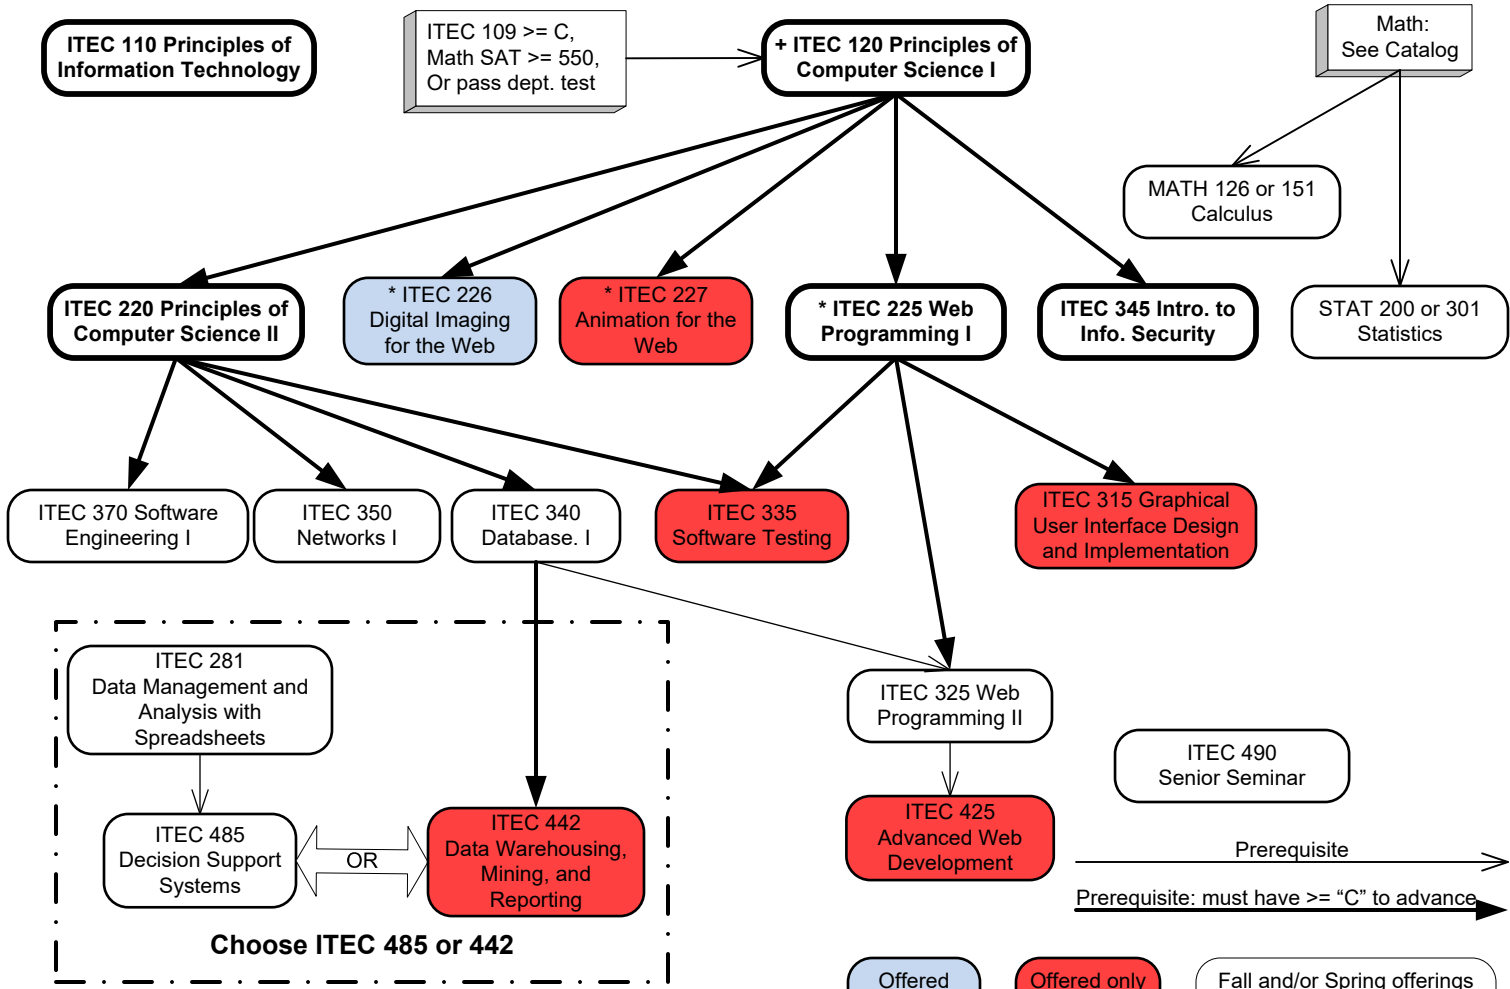 ITEC 110 Principles of
Information Technology
ITEC 109 >= C,
Math SAT >= 550,
Or pass dept. test
+ ITEC 120 Principles of
Computer Science I
Math:
See Catalog
MATH 126 or 151
Calculus
ITEC 220 Principles of
Computer Science II
* ITEC 226
Digital Imaging
for the Web
* ITEC 227
Animation for the
Web
* ITEC 225 Web
Programming I
ITEC 345 Intro. to
Info. Security
STAT 200 or 301
Statistics
ITEC 370 Software
Engineering I
ITEC 350
Networks I
ITEC 340
Database. I
ITEC 335
Software Testing
ITEC 315 Graphical
User Interface Design
and Implementation
ITEC 281
Data Management and
Analysis with
Spreadsheets
ITEC 325 Web
Programming II
ITEC 490
Senior Seminar
ITEC 485
Decision Support
Systems
OR
ITEC 442
Data Warehousing,
Mining, and
Reporting
ITEC 425
Advanced Web
Development
Prerequisite
Prerequisite: must have >= “C” to advance
Choose ITEC 485 or 442
Offered
Offered only
Fall and/or Spring offerings